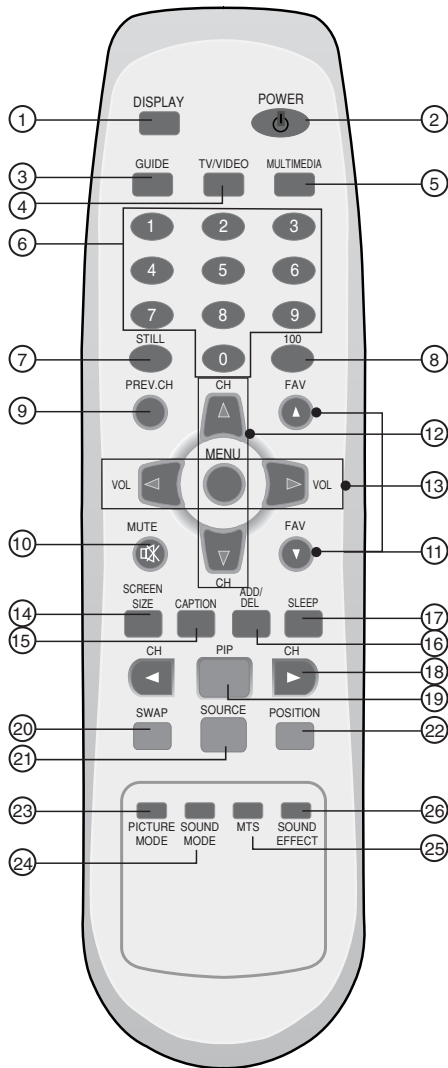 DISPLAY POWER
1 2
GUIDE TV/VIDEO MULTIMEDIA
3 4 5
6 1 2 3
4 5 6
7 8 9
STILL 0 100
7 8
PREV.CH CH FAV
9 12
MENU
VOL VOL 13
MUTE FAV
10 11
CH
SCREEN
SIZE CAPTION ADD/
DEL SLEEP
14 15 16 17
CH PIP CH
18
19
SWAP SOURCE POSITION
20 21 22
23 26
PICTURE
MODE SOUND
MODE MTS SOUND
EFFECT
24 25